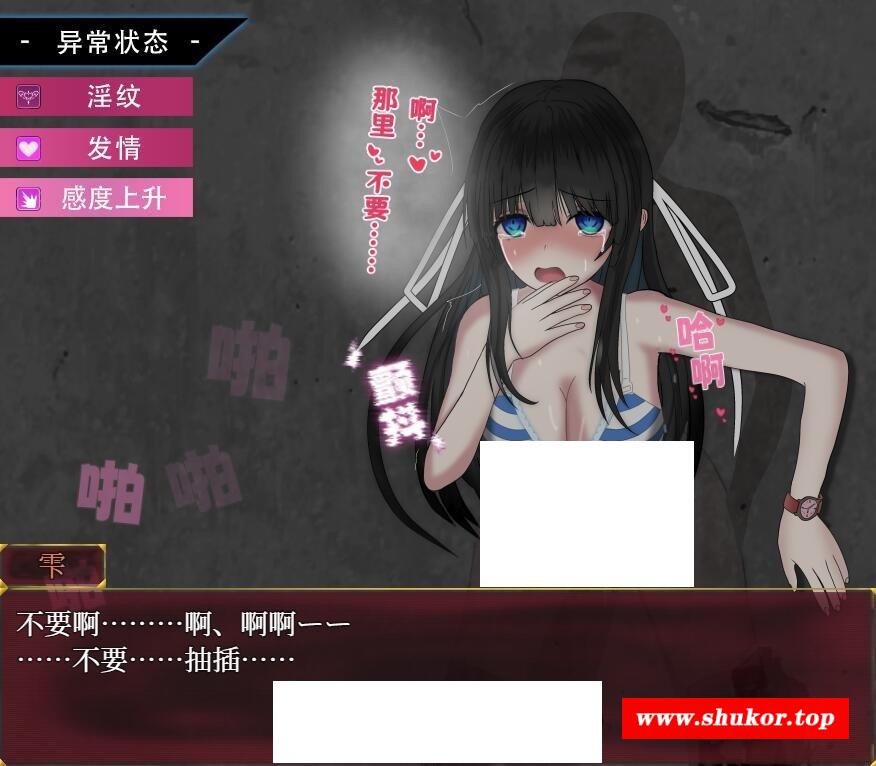 - 异常状态 -
淫纹
发情
感度上升
啊……
那里
不要……
哈啊
颤抖
啪
啪
啪
雫
不要啊………啊、啊啊ーー
……不要……抽插……
www.shukor.top